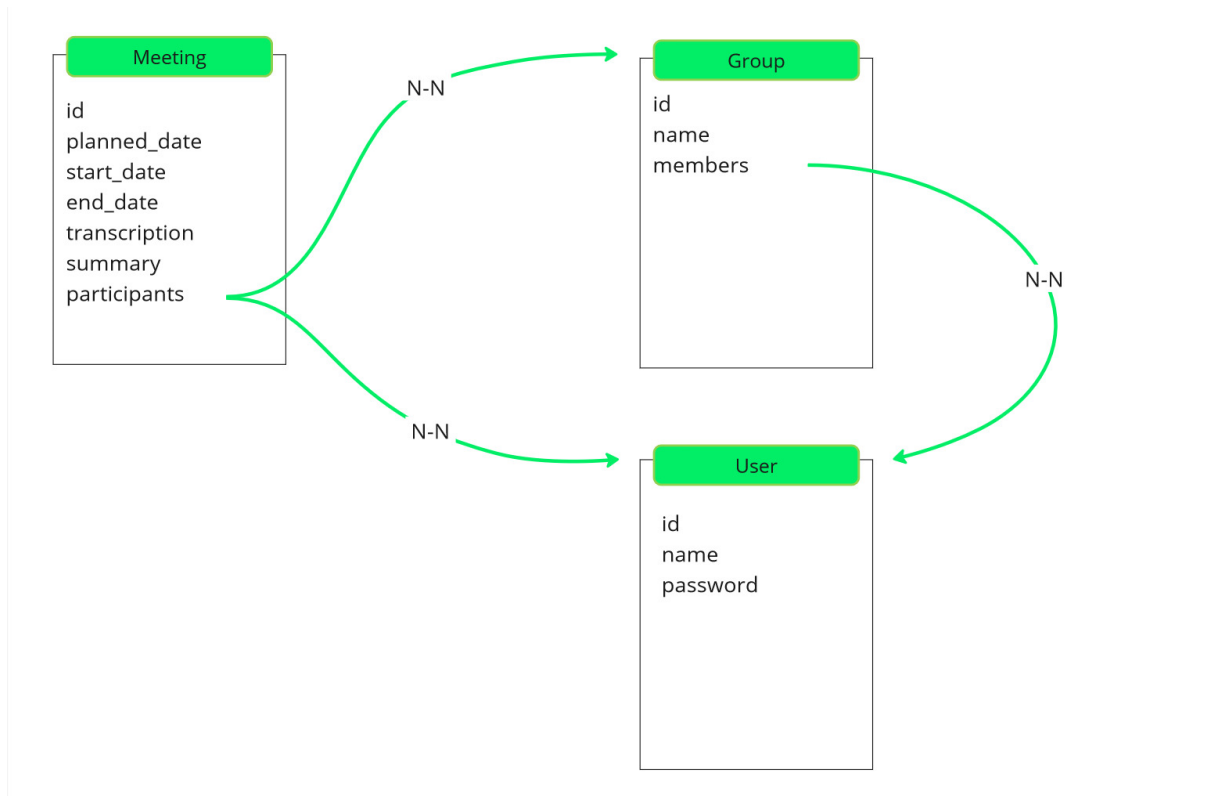 Meeting
id
planned_date
start_date
end_date
transcription
summary
participants
N-N
Group
id
name
members
N-N
N-N
User
id
name
password